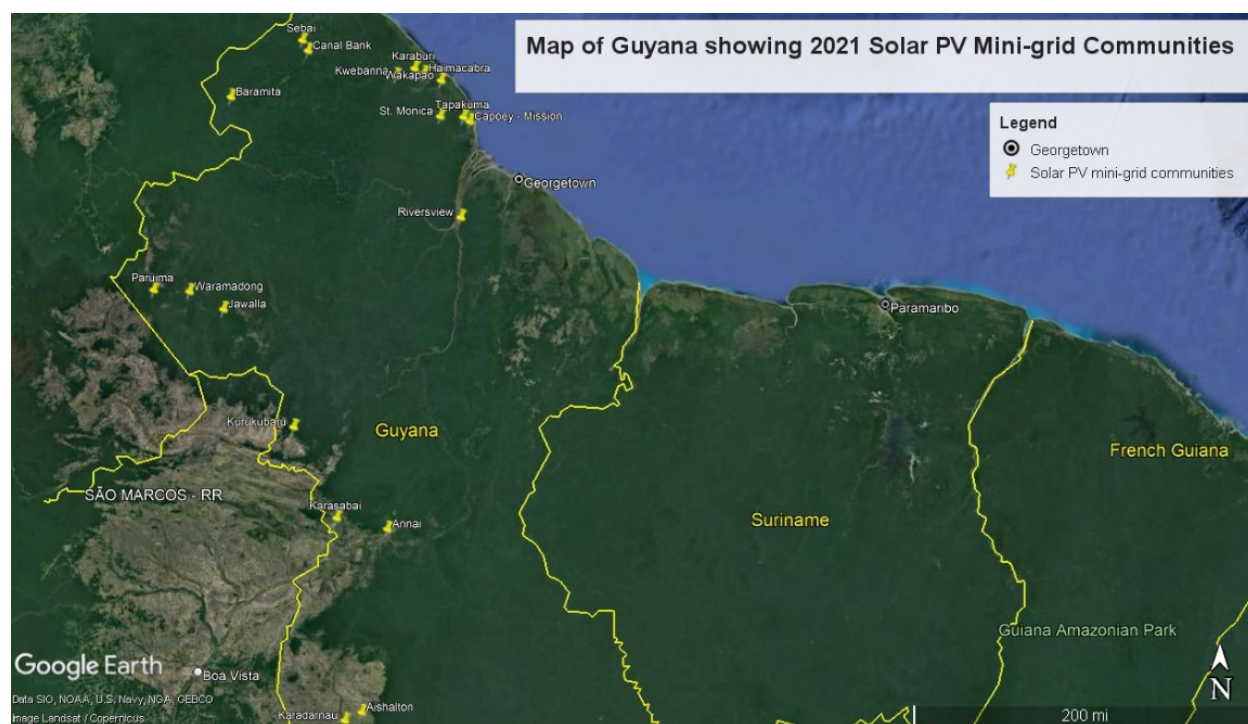 Map of Guyana showing 2021 Solar PV Mini-grid Communities
Legend
Georgetown
Solar PV mini-grid communities
Sebai
Canal Bank
Karaburi
Kwebanna
Haimacabra
Wakapao
Baramita
Tapakuma
St. Monica
Capoey - Mission
Georgetown
Riversview
Paruima
Waramadong
Jawalla
Paramaribo
Kurukubaru
Guyana
French Guiana
SÃO MARCOS - RR
Karasabai
Annai
Suriname
Guiana Amazonian Park
Google Earth
Boa Vista
N
Data SIO, NOAA, U.S. Navy, NGA, GEBCO
Image Landsat / Copernicus
Aishalton
Karadarnau
200 mi